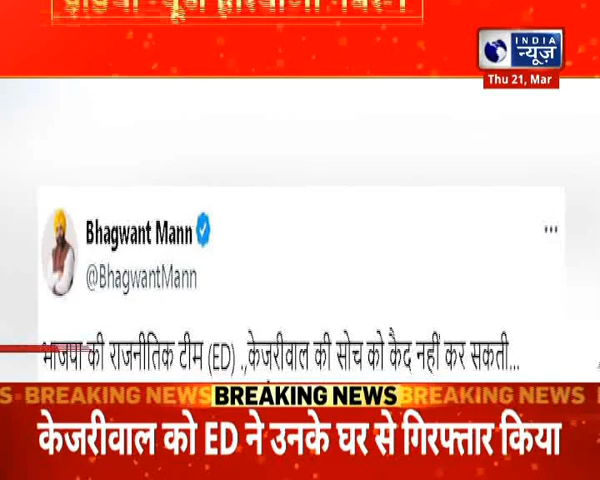 INDIA
न्यूज़
Thu 21, Mar
Bhagwant Mann
@BhagwantMann
भाजपा की राजनीतिक टीम (ED) .,केजरीवाल की सोच को कैद नहीं कर सकती...
BREAKING NEWS BREAKING NEWS BREAKING NEWS
केजरीवाल को ED ने उनके घर से गिरफ्तार किया